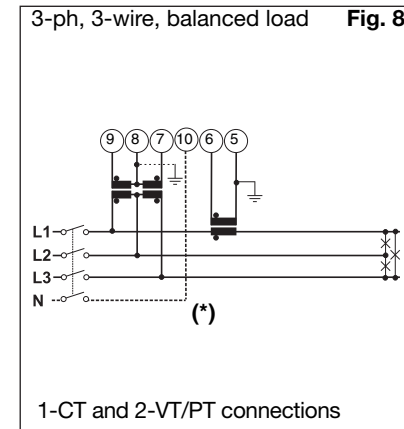 3-ph, 3-wire, balanced load Fig. 8
9 8 7 10 6 5
L1
L2
L3
N
(*)
1-CT and 2-VT/PT connections